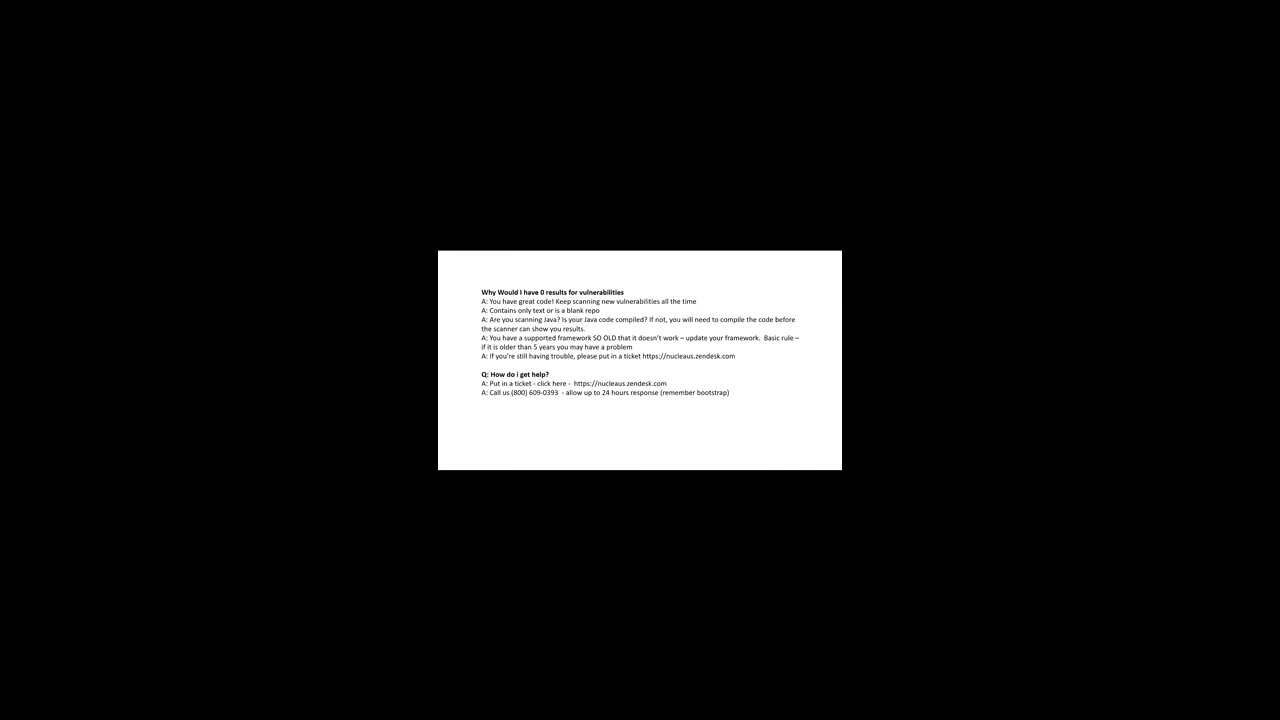 Why Would I have 0 results for vulnerabilities
A: You have great code! Keep scanning new vulnerabilities all the time
A: Contains only text or is a blank repo
A: Are you scanning Java? Is your Java code compiled? If not, you will need to compile the code before
the scanner can show you results.
A: You have a supported framework SO OLD that it doesn’t work – update your framework.  Basic rule –
if it is older than 5 years you may have a problem
A: If you’re still having trouble, please put in a ticket https://nucleaus.zendesk.com
Q: How do i get help?
A: Put in a ticket - click here -  https://nucleaus.zendesk.com
A: Call us (800) 609-0393  - allow up to 24 hours response (remember bootstrap)